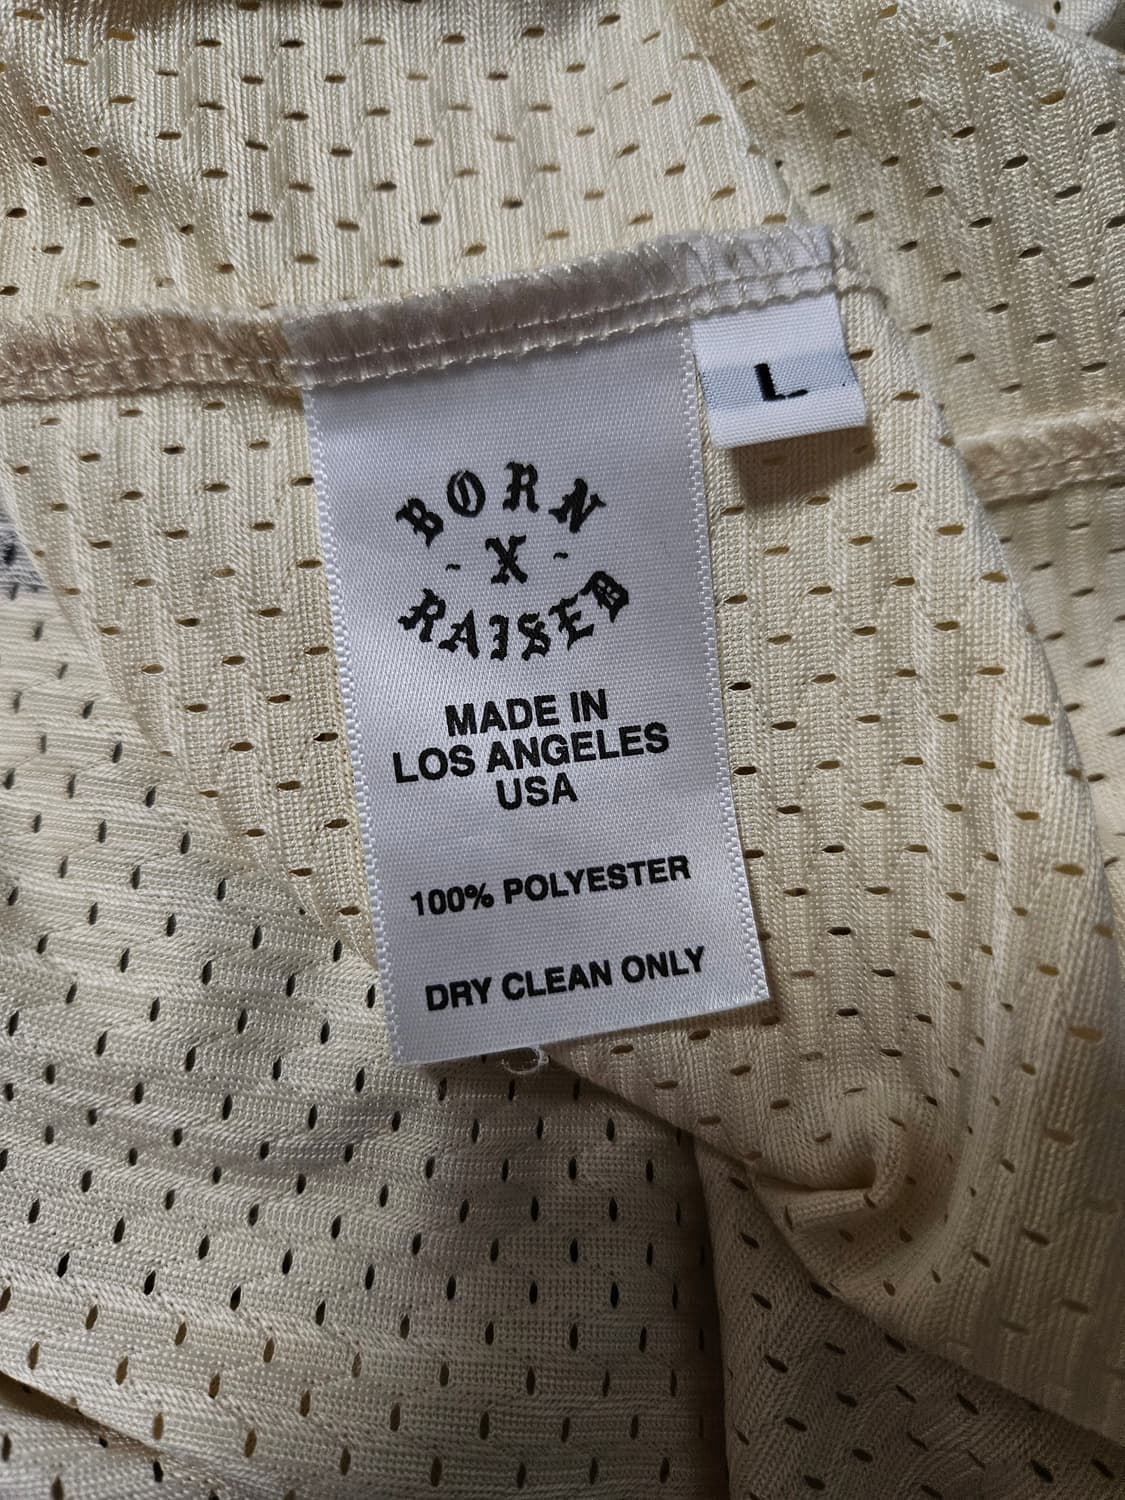 L
BORN
- X -
RAISED
MADE IN
LOS ANGELES
USA
100% POLYESTER
DRY CLEAN ONLY